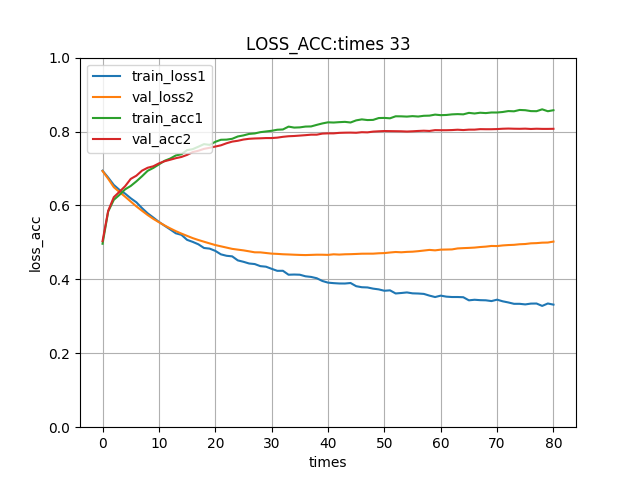 LOSS_ACC:times 33
1.0
0.8
0.6
0.4
0.2
0.0
loss_acc
train_loss1
val_loss2
train_acc1
val_acc2
0 10 20 30 40 50 60 70 80
times